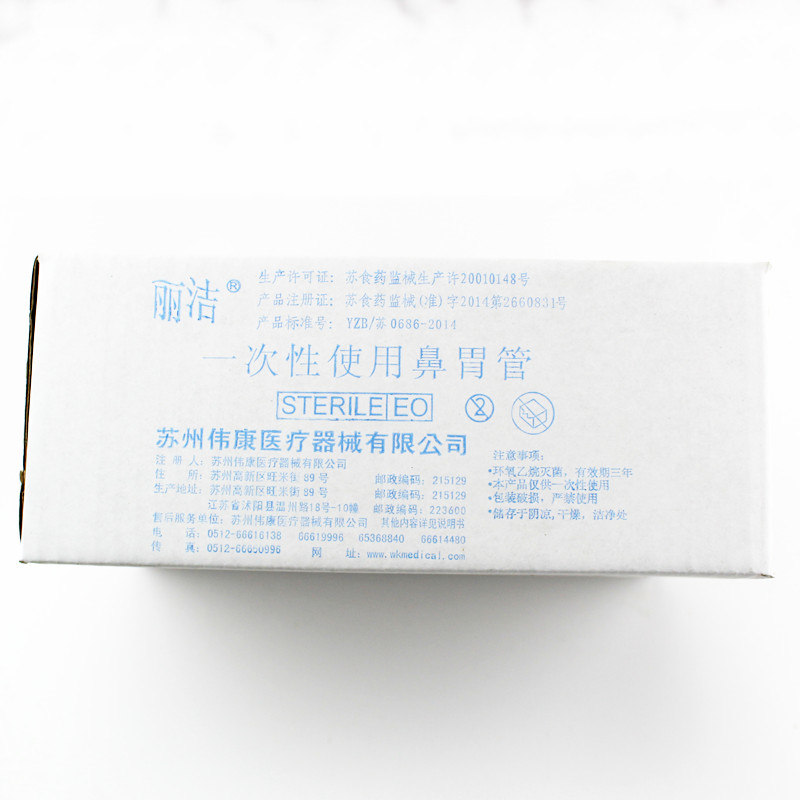 丽洁®
生产许可证: 苏食药监械生产许20010148号
产品注册证: 苏食药监械(准)字2014第2660831号
产品标准号: YZB/苏 0686-2014
一次性使用鼻胃管
STERILE EO
2
苏州伟康医疗器械有限公司
注 册 人: 苏州伟康医疗器械有限公司
住 所: 苏州高新区旺米街89号 邮政编码: 215129
生产地址: 苏州高新区旺米街89号 邮政编码: 215129
江苏省沭阳县温州路18号-10幢 邮政编码: 223600
售后服务单位: 苏州伟康医疗器械有限公司 其他内容详见说明书
电 话: 0512-66616138 66619996 65368840 66614480
传 真: 0512-66650996 网 址: www.wkmedical.com
注意事项:
•环氧乙烷灭菌, 有效期三年
•本产品仅供一次性使用
•包装破损, 严禁使用
•储存于阴凉, 干燥, 洁净处